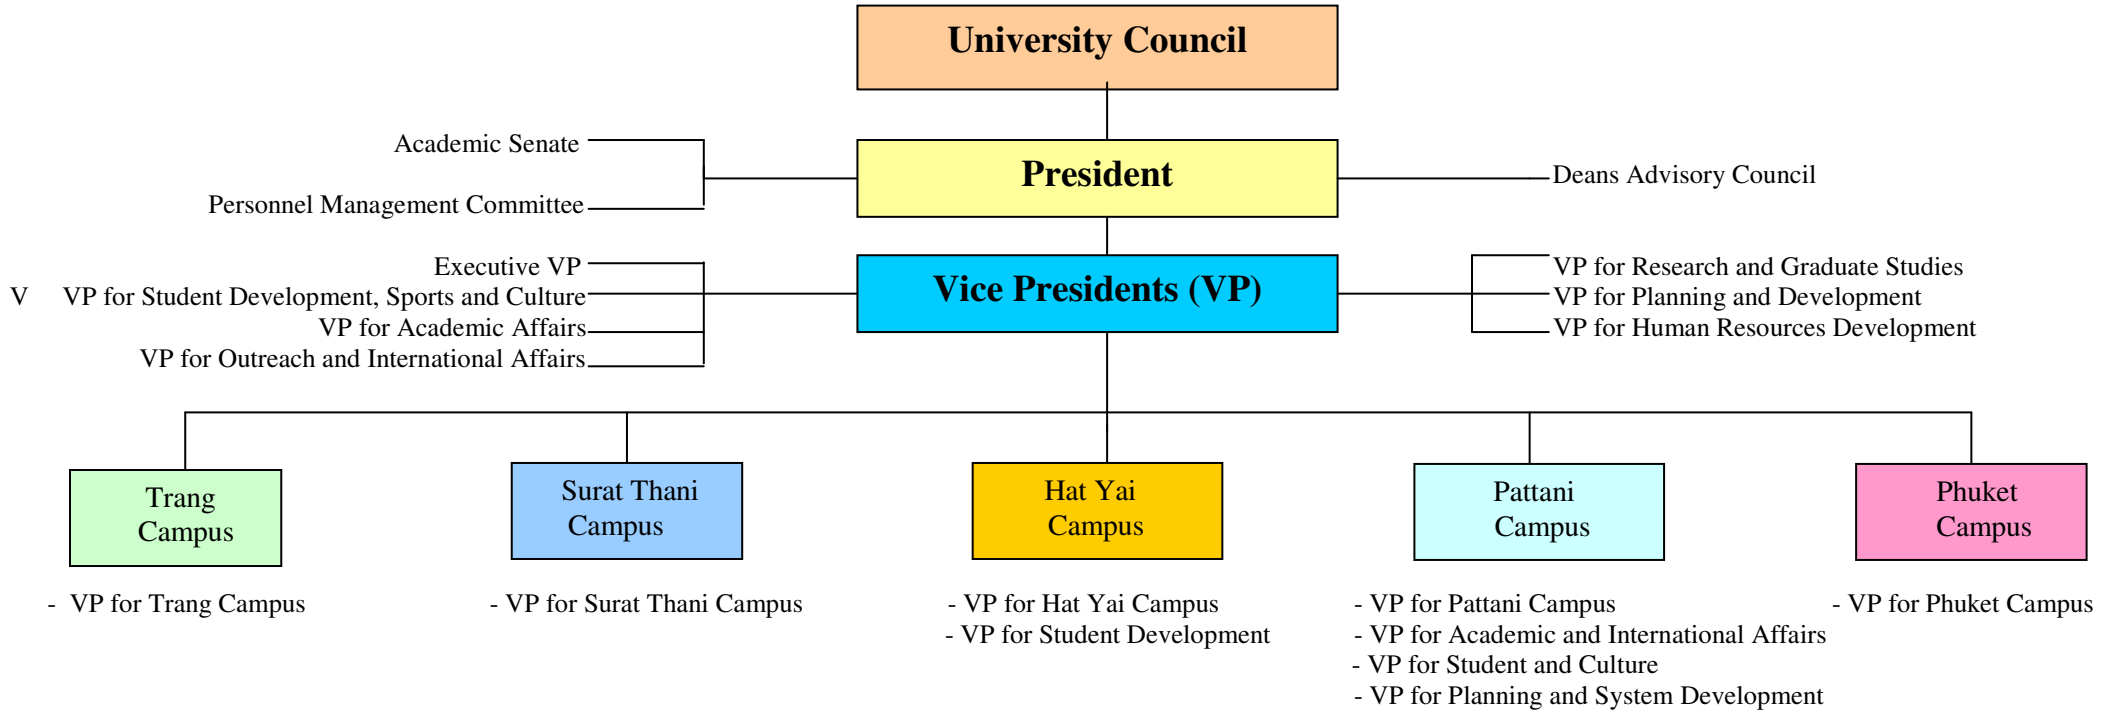 University Council
Academic Senate
President
Deans Advisory Council
Personnel Management Committee
Executive VP
V VP for Student Development, Sports and Culture
VP for Academic Affairs
VP for Outreach and International Affairs
Vice Presidents (VP)
VP for Research and Graduate Studies
VP for Planning and Development
VP for Human Resources Development
Trang
Campus
Surat Thani
Campus
Hat Yai
Campus
Pattani
Campus
Phuket
Campus
- VP for Trang Campus
- VP for Surat Thani Campus
- VP for Hat Yai Campus
- VP for Student Development
- VP for Pattani Campus
- VP for Academic and International Affairs
- VP for Student and Culture
- VP for Planning and System Development
- VP for Phuket Campus